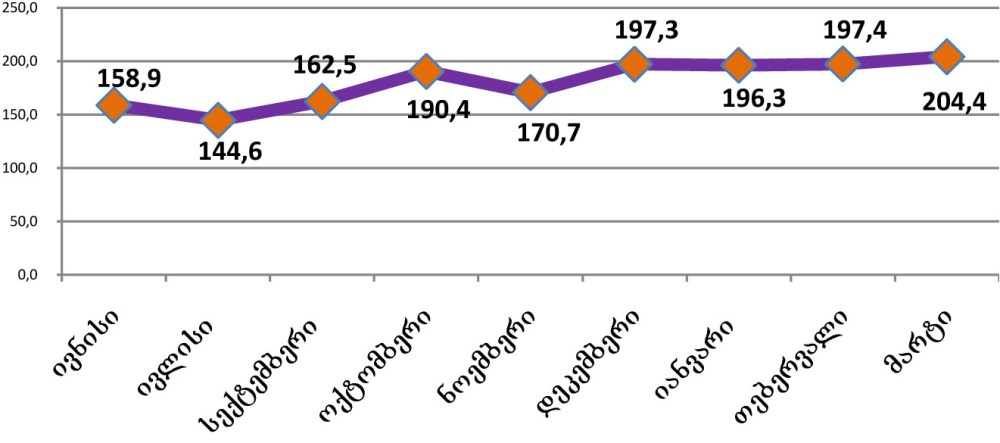 250,0
200,0
150,0
100,0
50,0
0,0
158,9
144,6
162,5
190,4
170,7
197,3
196,3
197,4
204,4
ივნისი
ივლისი
სექტემბერი
ოქტომბერი
ნოემბერი
დეკემბერი
იანვარი
თებერვალი
მარტი